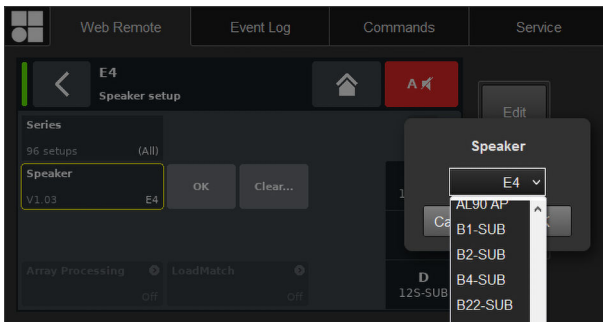 Web Remote
Event Log
Commands
Service
E4
Speaker setup
A
Edit
Series
96 setups (All)
Speaker
V1.03 E4
OK
Clear...
Speaker
E4
AL90 AP
B1-SUB
B2-SUB
B4-SUB
B22-SUB
Array Processing
Off
LoadMatch
Off
D
12S-SUB